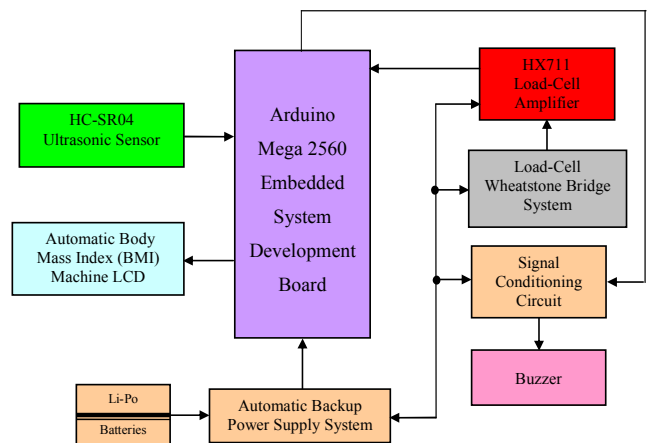 HC-SR04
Ultrasonic Sensor
Automatic Body
Mass Index (BMI)
Machine LCD
Arduino
Mega 2560
Embedded
System
Development
Board
HX711
Load-Cell
Amplifier
Load-Cell
Wheatstone Bridge
System
Signal
Conditioning
Circuit
Buzzer
Li-Po
Batteries
Automatic Backup
Power Supply System